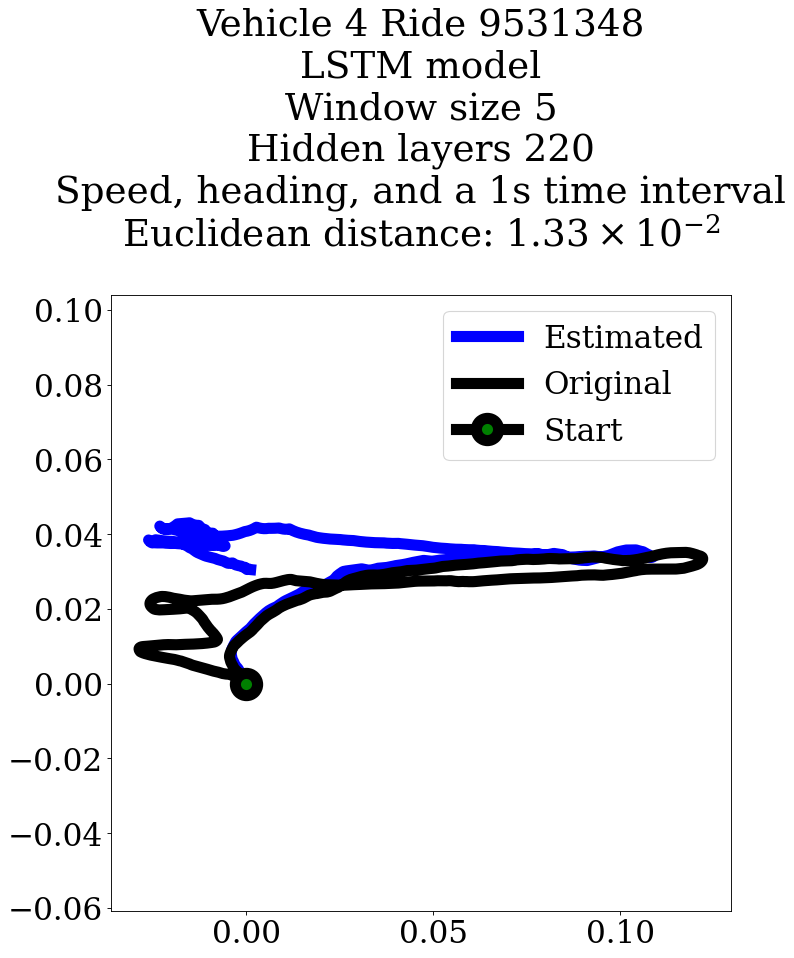 Vehicle 4 Ride 9531348
LSTM model
Window size 5
Hidden layers 220
Speed, heading, and a 1s time interval
Euclidean distance: 1.33 × 10⁻²
Estimated
Original
Start
0.10
0.08
0.06
0.04
0.02
0.00
−0.02
−0.04
−0.06
0.00 0.05 0.10